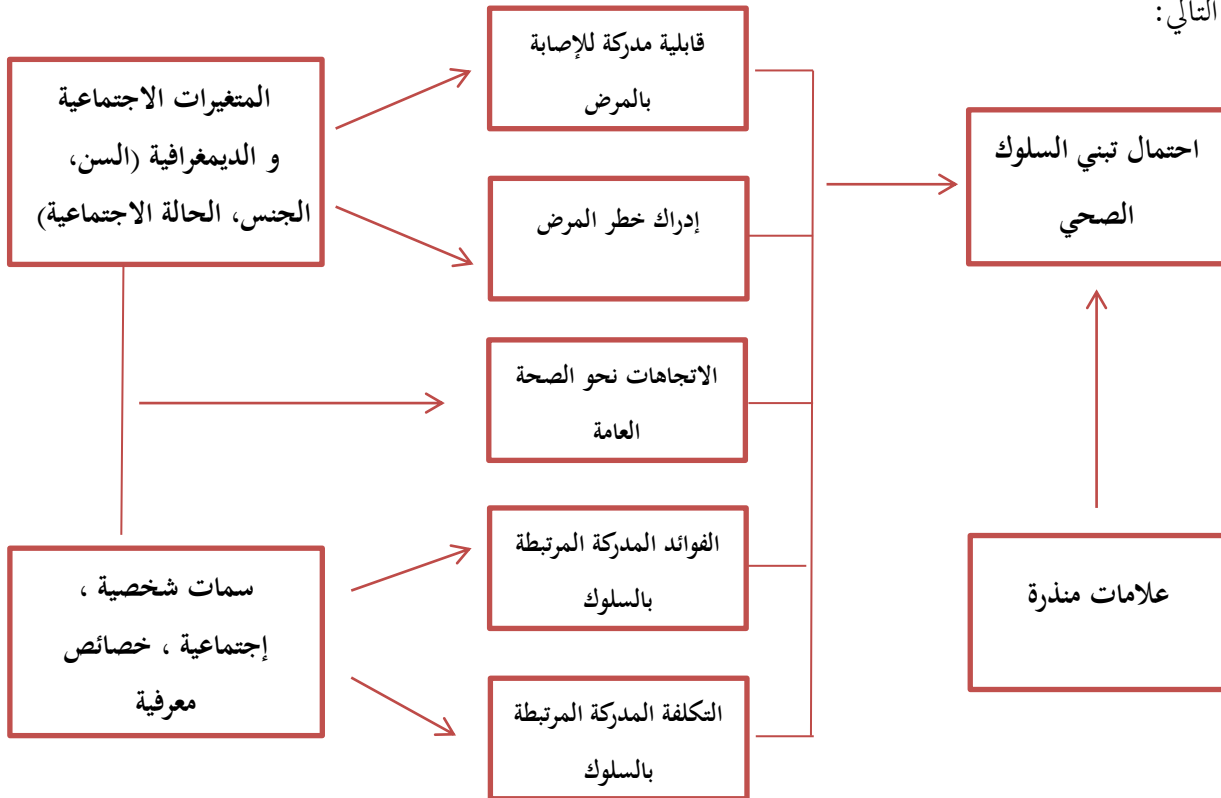 التالي:
قابلية مدركة للإصابة
بالمرض
المتغيرات الاجتماعية
و الديمغرافية (السن،
الجنس، الحالة الاجتماعية)
احتمال تبني السلوك
الصحي
إدراك خطر المرض
الاتجاهات نحو الصحة
العامة
الفوائد المدركة المرتبطة
بالسلوك
سمات شخصية ،
إجتماعية ، خصائص
معرفية
علامات منذرة
التكلفة المدركة المرتبطة
بالسلوك